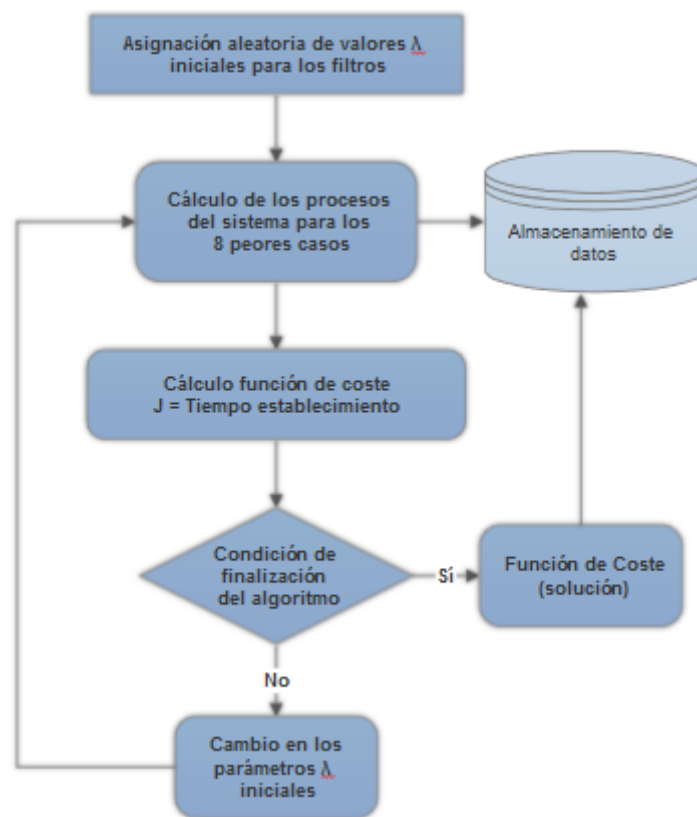 Asignación aleatoria de valores λ
iniciales para los filtros
Cálculo de los procesos
del sistema para los
8 peores casos
Almacenamiento de
datos
Cálculo función de coste
J = Tiempo establecimiento
Condición de
finalización
del algoritmo
Sí
Función de Coste
(solución)
No
Cambio en los
parámetros λ
iniciales